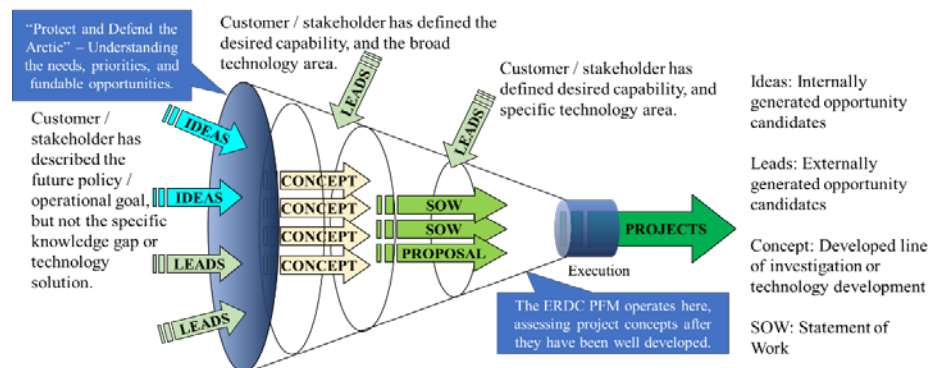 "Protect and Defend the
Arctic" – Understanding
the needs, priorities, and
fundable opportunities.
Customer / stakeholder has defined the
desired capability, and the broad
technology area.
Customer / stakeholder has
defined desired capability, and
specific technology area.
Customer /
stakeholder has
described the
future policy /
operational goal,
but not the specific
knowledge gap or
technology
solution.
IDEAS
IDEAS
LEADS
LEADS
LEADS
LEADS
CONCEPT
CONCEPT
CONCEPT
CONCEPT
SOW
SOW
PROPOSAL
PROJECTS
Execution
The ERDC PFM operates here,
assessing project concepts after
they have been well developed.
Ideas: Internally
generated opportunity
candidates
Leads: Externally
generated opportunity
candidates
Concept: Developed line
of investigation or
technology development
SOW: Statement of
Work